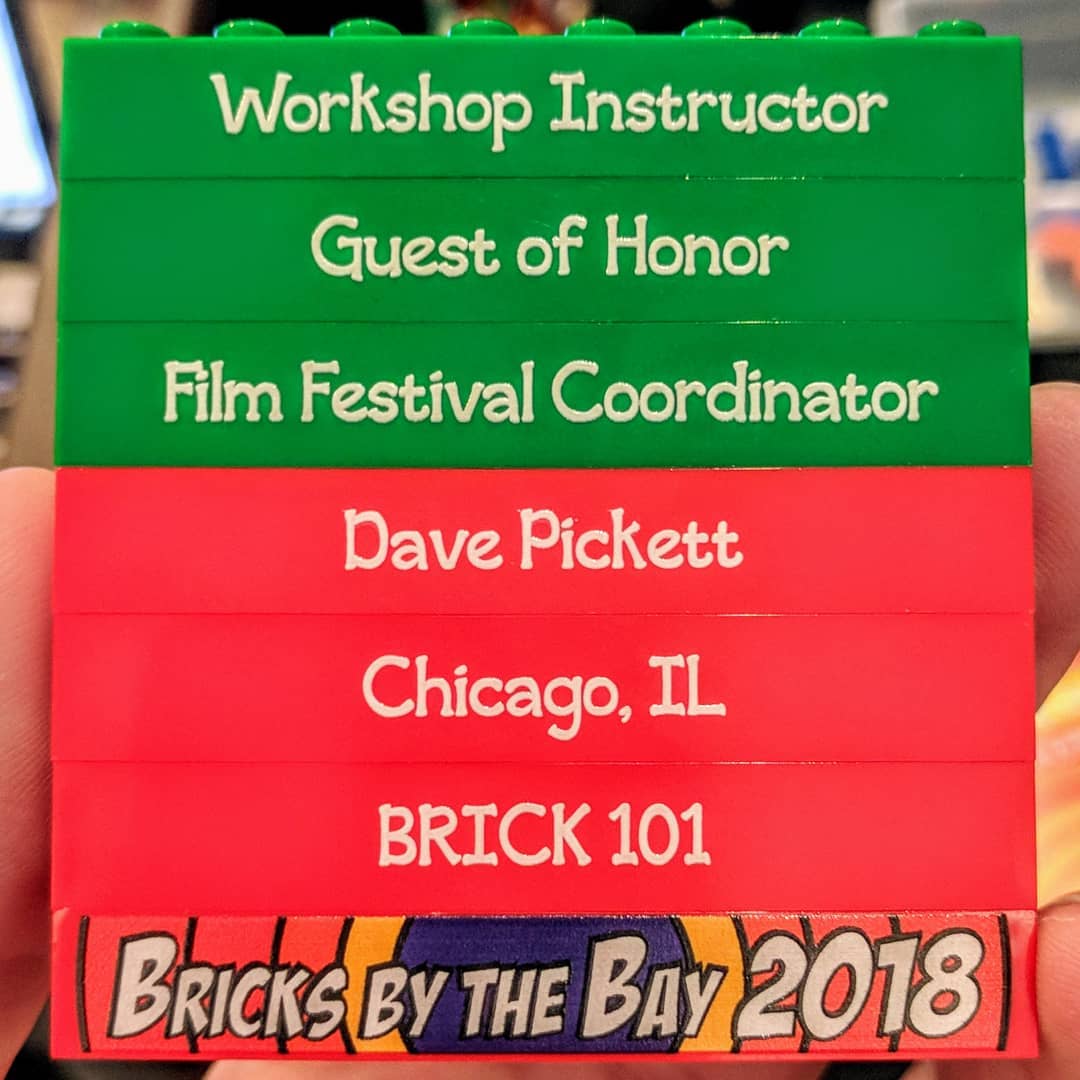 Workshop Instructor
Guest of Honor
Film Festival Coordinator
Dave Pickett
Chicago, IL
BRICK 101
BRICKS BY THE BAY 2018